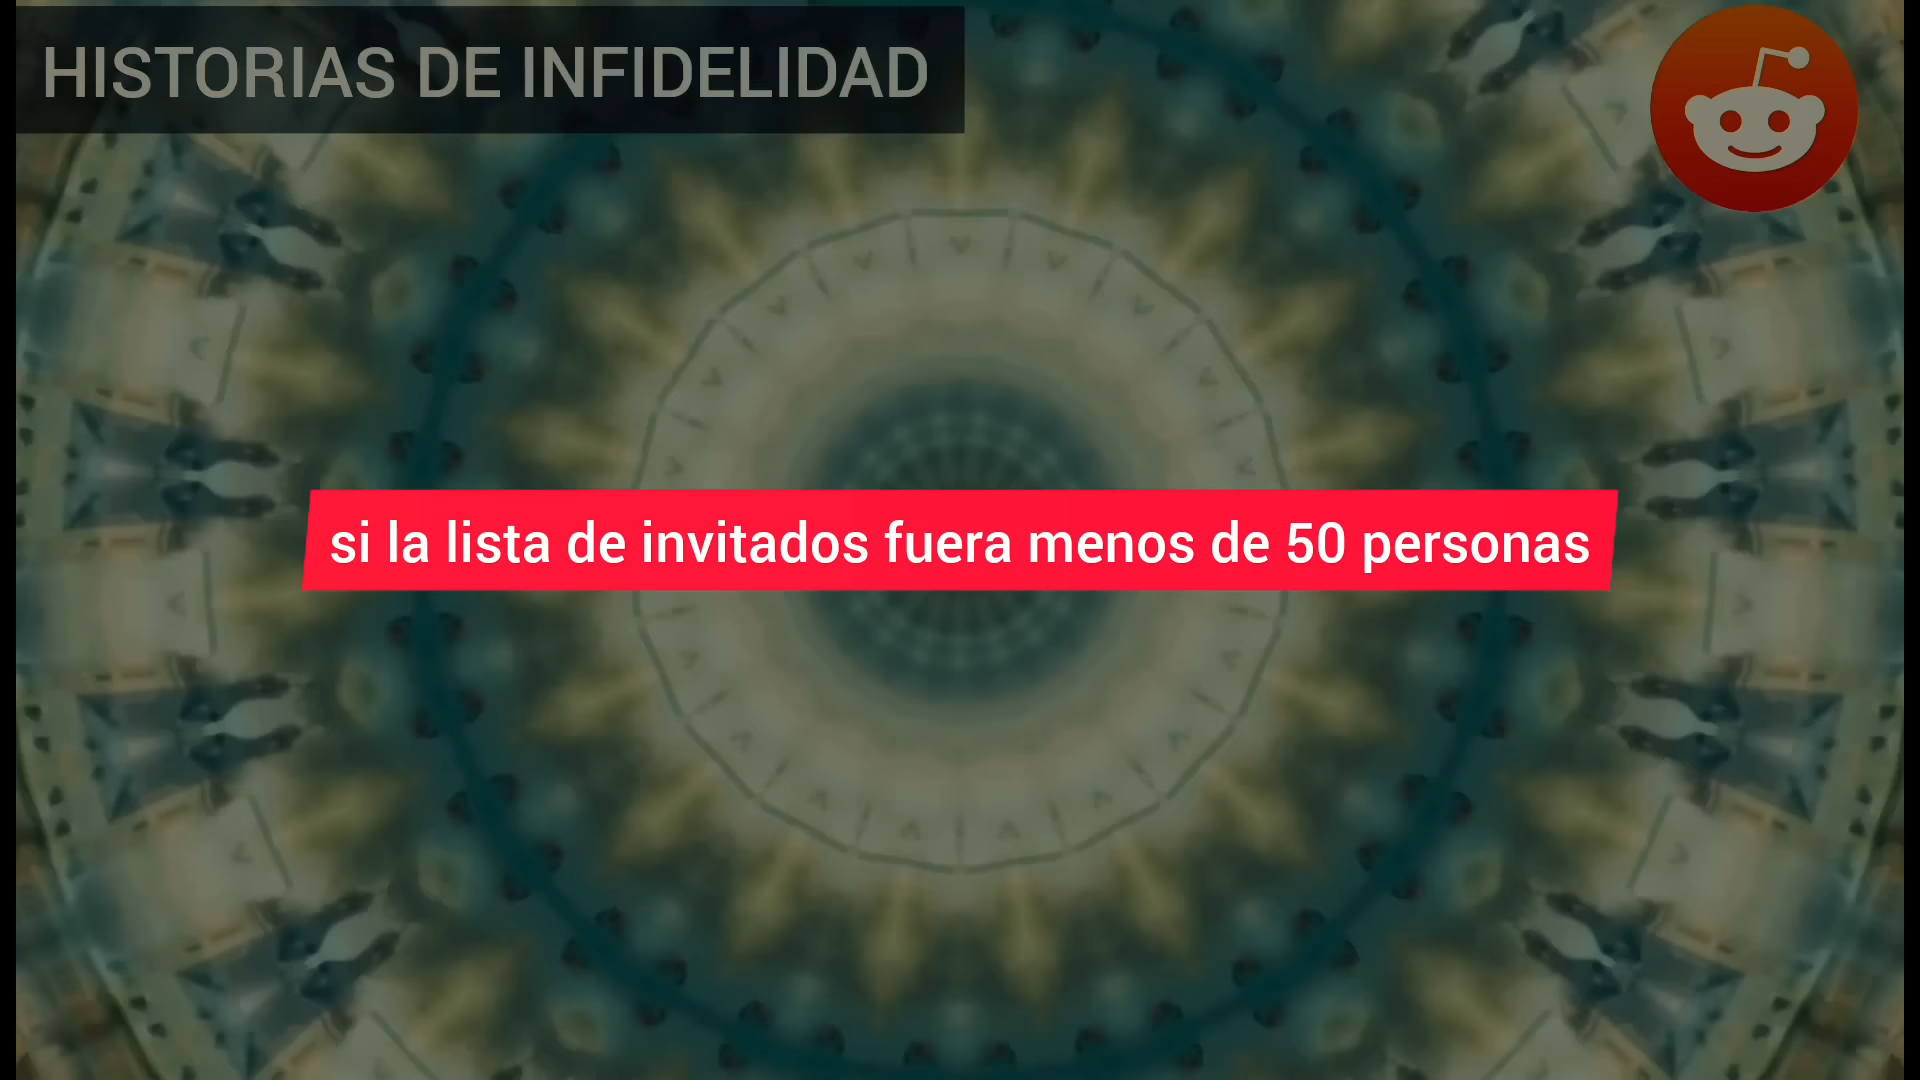 HISTORIAS DE INFIDELIDAD
si la lista de invitados fuera menos de 50 personas